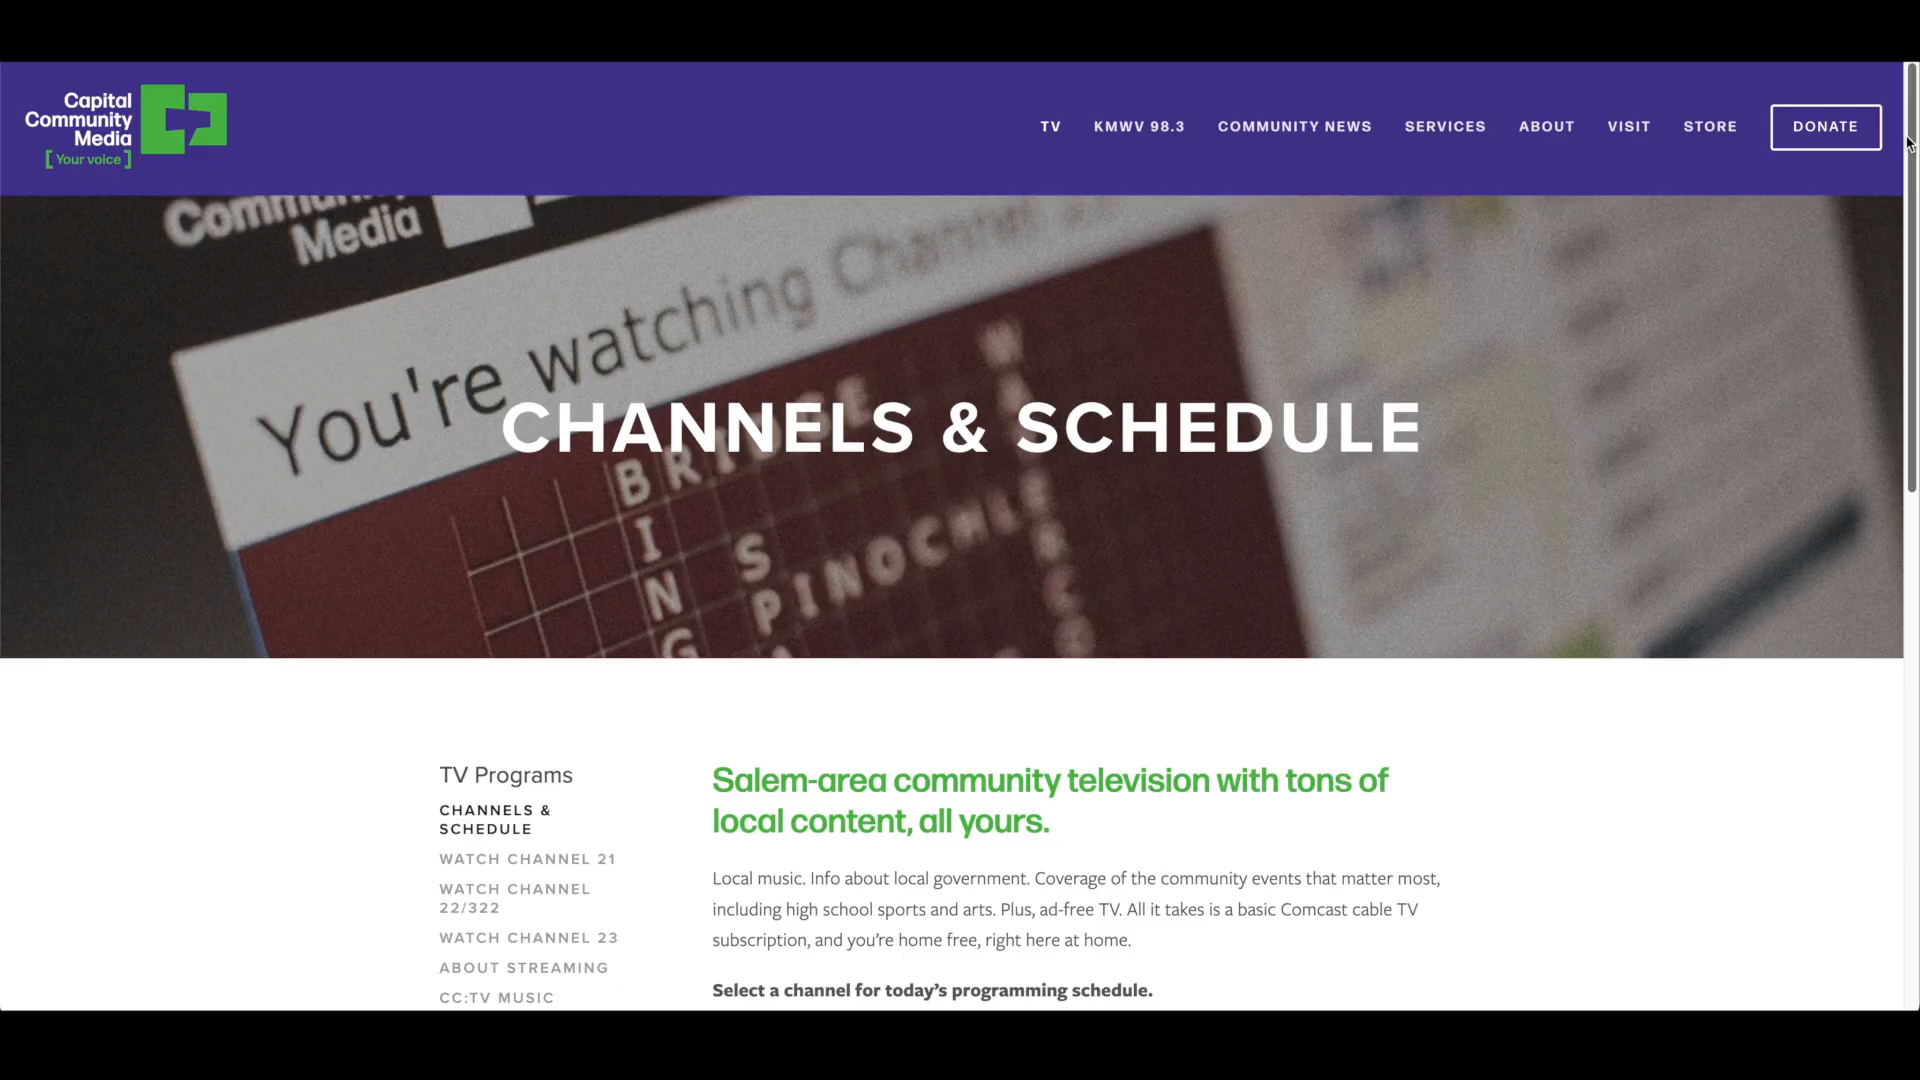 Capital
Community
Media
[ Your voice ]
TV
KMWV 98.3
COMMUNITY NEWS
SERVICES
ABOUT
VISIT
STORE
DONATE
Media
You're watching Channel
CHANNELS & SCHEDULE
BRIDGE
PINOCHLE
TV Programs
CHANNELS &
SCHEDULE
WATCH CHANNEL 21
WATCH CHANNEL
22/322
WATCH CHANNEL 23
ABOUT STREAMING
CC:TV MUSIC
Salem-area community television with tons of
local content, all yours.
Local music. Info about local government. Coverage of the community events that matter most,
including high school sports and arts. Plus, ad-free TV. All it takes is a basic Comcast cable TV
subscription, and you’re home free, right here at home.
Select a channel for today’s programming schedule.